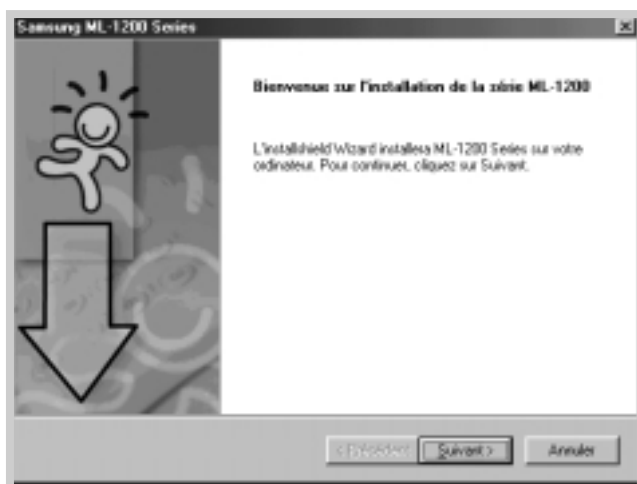 Samsung ML-1200 Series
Bienvenue sur l'installation de la série ML-1200
L'Installshield Wizard installera ML-1200 Series sur votre
ordinateur. Pour continuer, cliquez sur Suivant.
< Précédent
Suivant >
Annuler